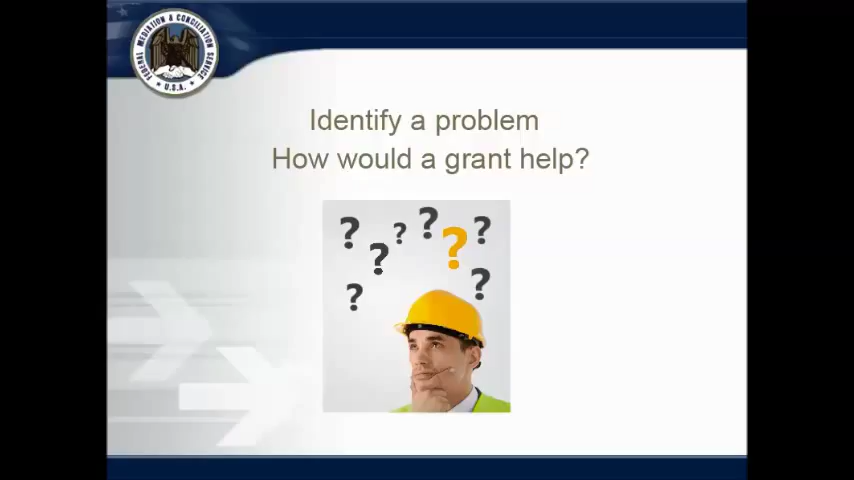 FEDERAL MEDIATION & CONCILIATION SERVICE
U.S.A.
Identify a problem
How would a grant help?
? ? ? ? ?
? ?
? ?